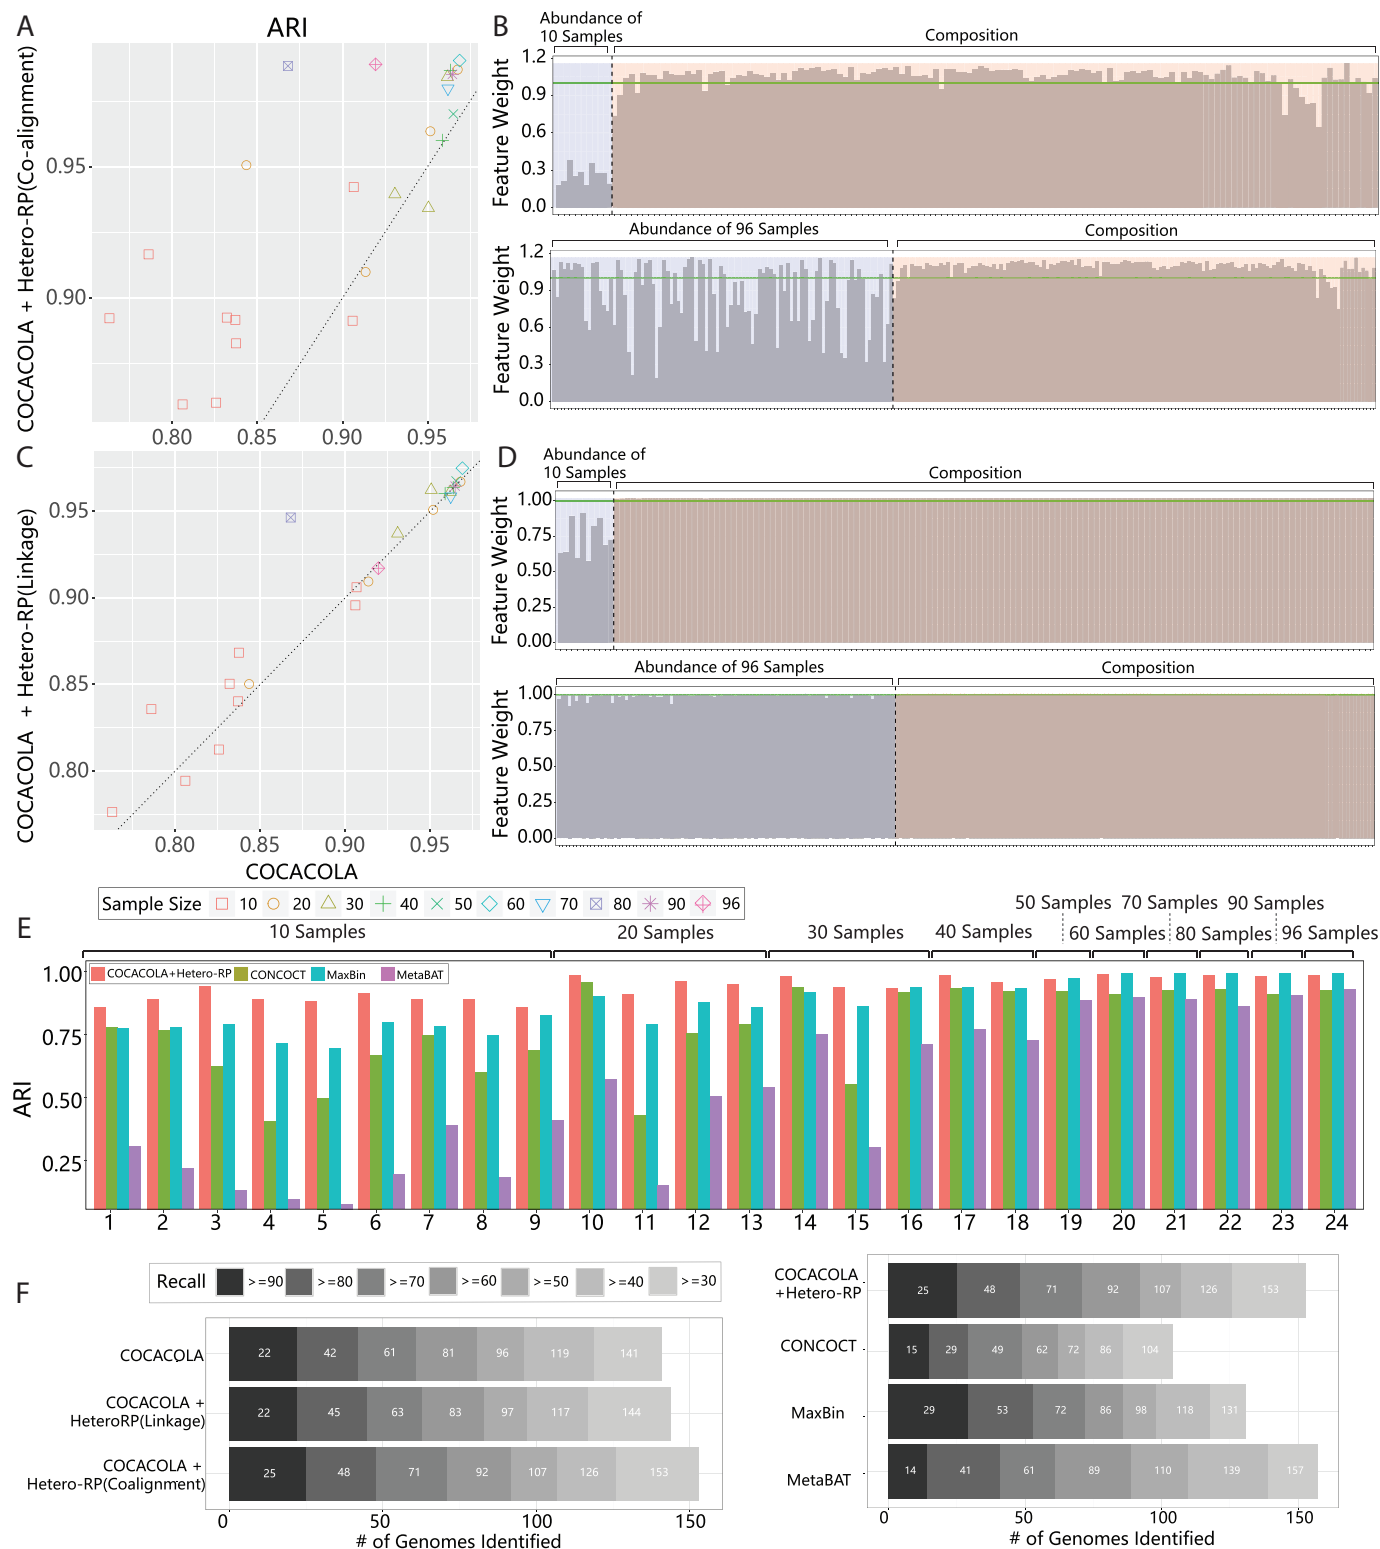 A
ARI
COCACOLA + Hetero-RP(Co-alignment)
0.95
0.90
0.80
0.85
0.90
0.95
B
Abundance of
10 Samples
Composition
Feature Weight
1.2
0.9
0.6
0.3
0.0
Abundance of 96 Samples
Composition
Feature Weight
1.2
0.9
0.6
0.3
0.0
C
COCACOLA + Hetero-RP(Linkage)
0.95
0.90
0.85
0.80
0.80
0.85
0.90
0.95
COCACOLA
D
Abundance of
10 Samples
Composition
Feature Weight
1.00
0.75
0.50
0.25
0.00
Abundance of 96 Samples
Composition
Feature Weight
1.00
0.75
0.50
0.25
0.00
Sample Size 10 20 30 40 50 60 70 80 90 96
E
10 Samples
20 Samples
30 Samples
40 Samples
50 Samples
60 Samples
70 Samples
80 Samples
90 Samples
96 Samples
COCACOLA+Hetero-RP CONCOCT MaxBin MetaBAT
ARI
1.00
0.75
0.50
0.25
1 2 3 4 5 6 7 8 9 10 11 12 13 14 15 16 17 18 19 20 21 22 23 24
F
Recall >=90 >=80 >=70 >=60 >=50 >=40 >=30
COCACOLA
22 42 61 81 96 119 141
COCACOLA +
HeteroRP(Linkage)
22 45 63 83 97 117 144
COCACOLA +
Hetero-RP(Coalignment)
25 48 71 92 107 126 153
0 50 100 150
# of Genomes Identified
COCACOLA
+Hetero-RP
25 48 71 92 107 126 153
CONCOCT
15 29 49 62 72 86 104
MaxBin
29 53 72 86 98 118 131
MetaBAT
14 41 61 89 110 139 157
0 50 100 150
# of Genomes Identified